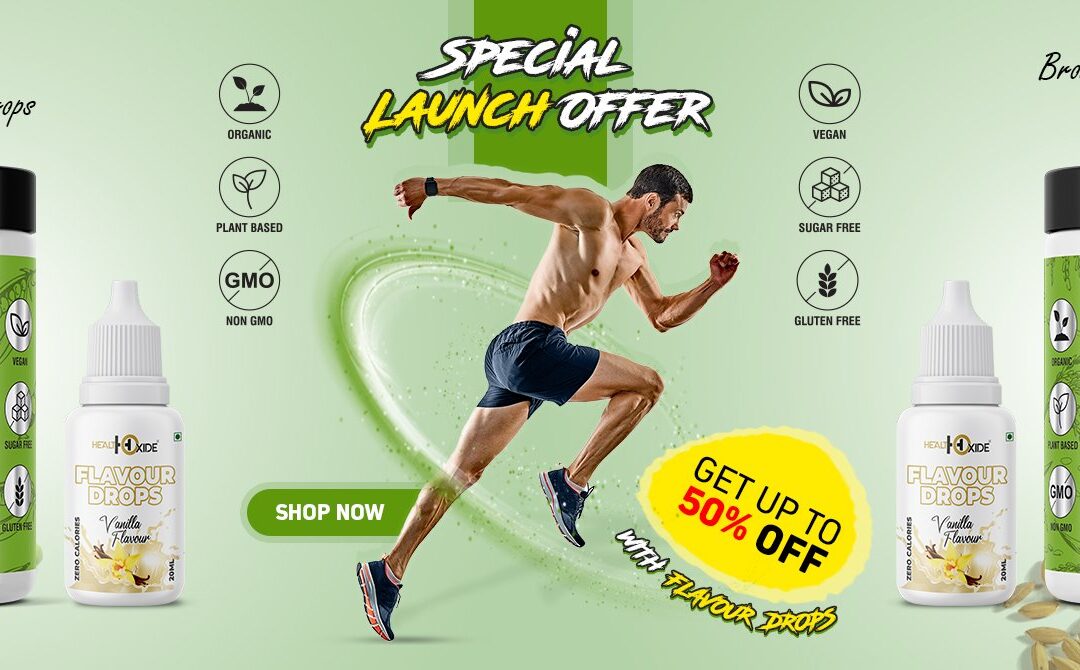 SPECIAL
LAUNCH OFFER
ORGANIC
PLANT BASED
GMO
NON GMO
VEGAN
SUGAR FREE
GLUTEN FREE
VEGAN
SUGAR FREE
GLUTEN FREE
HEALTHOXIDE
FLAVOUR
DROPS
Vanilla
Flavour
ZERO CALORIES
20ML
SHOP NOW
GET UP TO
50% OFF
WITH FLAVOUR DROPS
HEALTHOXIDE
FLAVOUR
DROPS
Vanilla
Flavour
ZERO CALORIES
20ML
ORGANIC
PLANT BASED
GMO
NON GMO